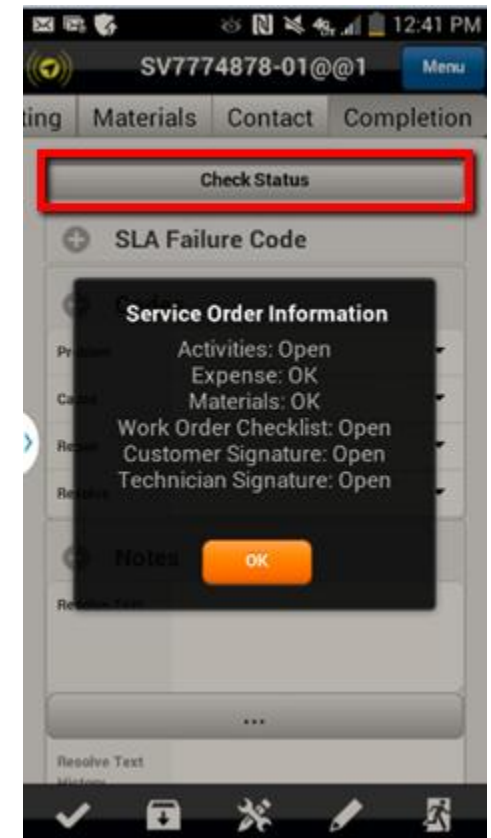 12:41 PM
SV7774878-01@@1
Menu
ting Materials Contact Completion
Check Status
SLA Failure Code
Service Order Information
Activities: Open
Expense: OK
Materials: OK
Work Order Checklist: Open
Customer Signature: Open
Technician Signature: Open
OK
Notes
...
Resolve Text
History